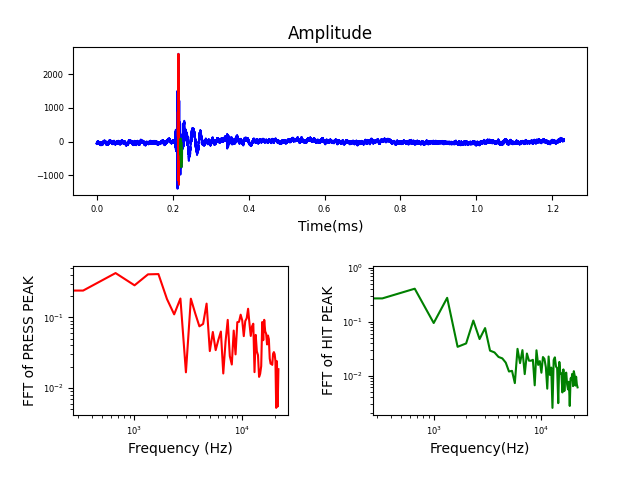 Amplitude
2000
1000
0
−1000
0.0 0.2 0.4 0.6 0.8 1.0 1.2
Time(ms)
FFT of PRESS PEAK
10⁻¹
10⁻²
10³ 10⁴
Frequency (Hz)
FFT of HIT PEAK
10⁰
10⁻¹
10⁻²
10³ 10⁴
Frequency(Hz)